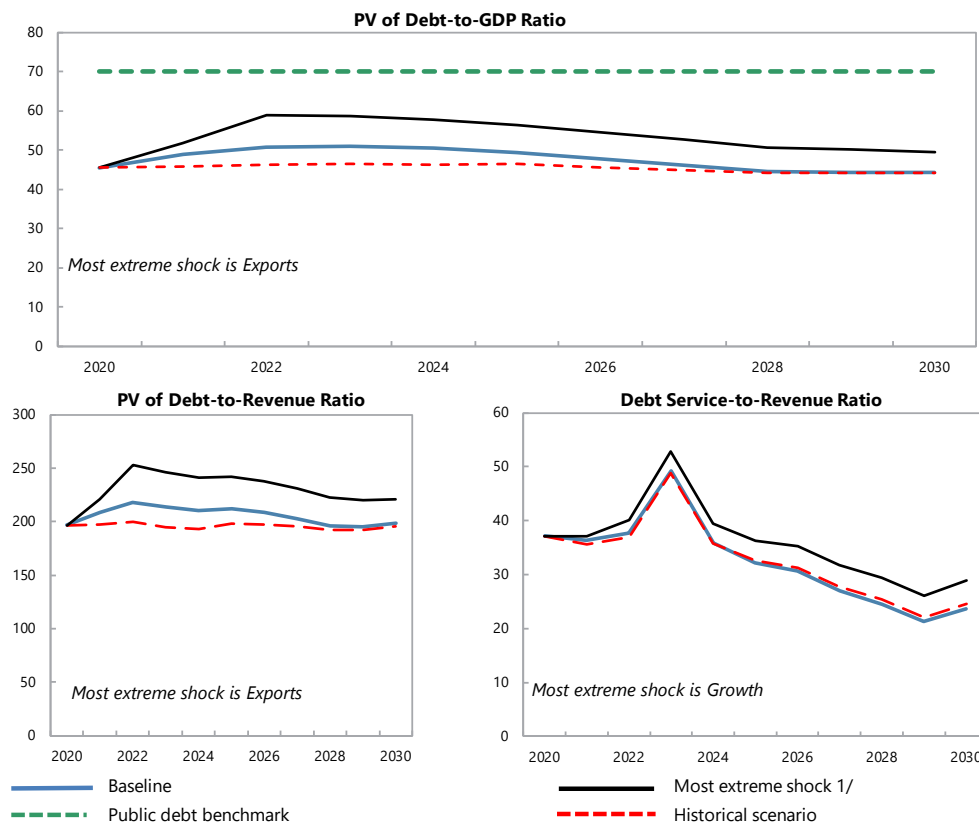 PV of Debt-to-GDP Ratio
80
70
60
50
40
30
20
10
0
Most extreme shock is Exports
2020 2022 2024 2026 2028 2030
PV of Debt-to-Revenue Ratio
300
250
200
150
100
50
0
Most extreme shock is Exports
2020 2022 2024 2026 2028 2030
Debt Service-to-Revenue Ratio
60
50
40
30
20
10
0
Most extreme shock is Growth
2020 2022 2024 2026 2028 2030
Baseline
Most extreme shock 1/
Public debt benchmark
Historical scenario